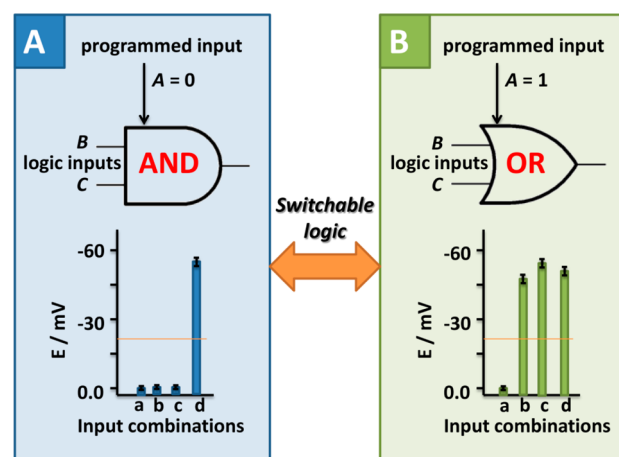 A
programmed input
A = 0
B
logic inputs
C
AND
-60
-30
0.0
E / mV
a b c d
Input combinations
Switchable
logic
B
programmed input
A = 1
B
logic inputs
C
OR
-60
-30
0.0
E / mV
a b c d
Input combinations